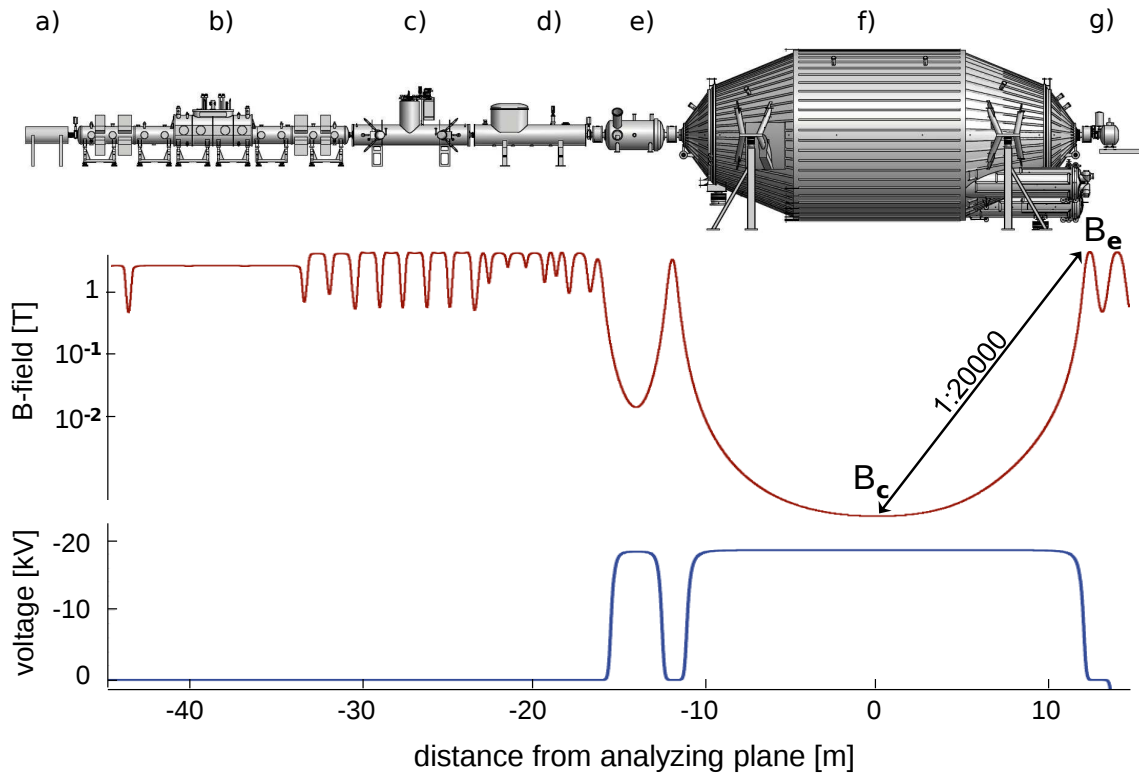 a) b) c) d) e) f) g)
B-field [T]
1
10-1
10-2
Be
1:20000
Bc
voltage [kV]
-20
-10
0
-40 -30 -20 -10 0 10
distance from analyzing plane [m]